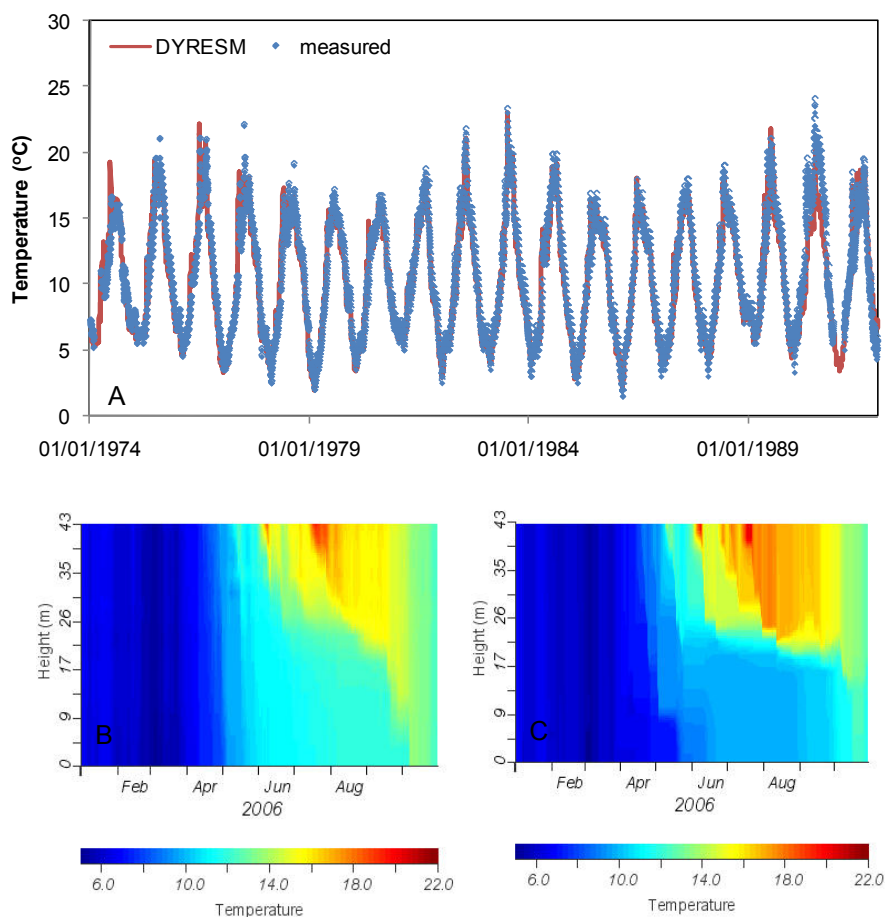 30
DYRESM measured
25
20
15
10
5
0
Temperature (ºC)
A
01/01/1974 01/01/1979 01/01/1984 01/01/1989
43
35
26
17
9
0
Height (m)
B
Feb Apr Jun Aug
2006
6.0 10.0 14.0 18.0 22.0
Temperature
43
35
26
17
9
0
Height (m)
C
Feb Apr Jun Aug
2006
6.0 10.0 14.0 18.0 22.0
Temperature